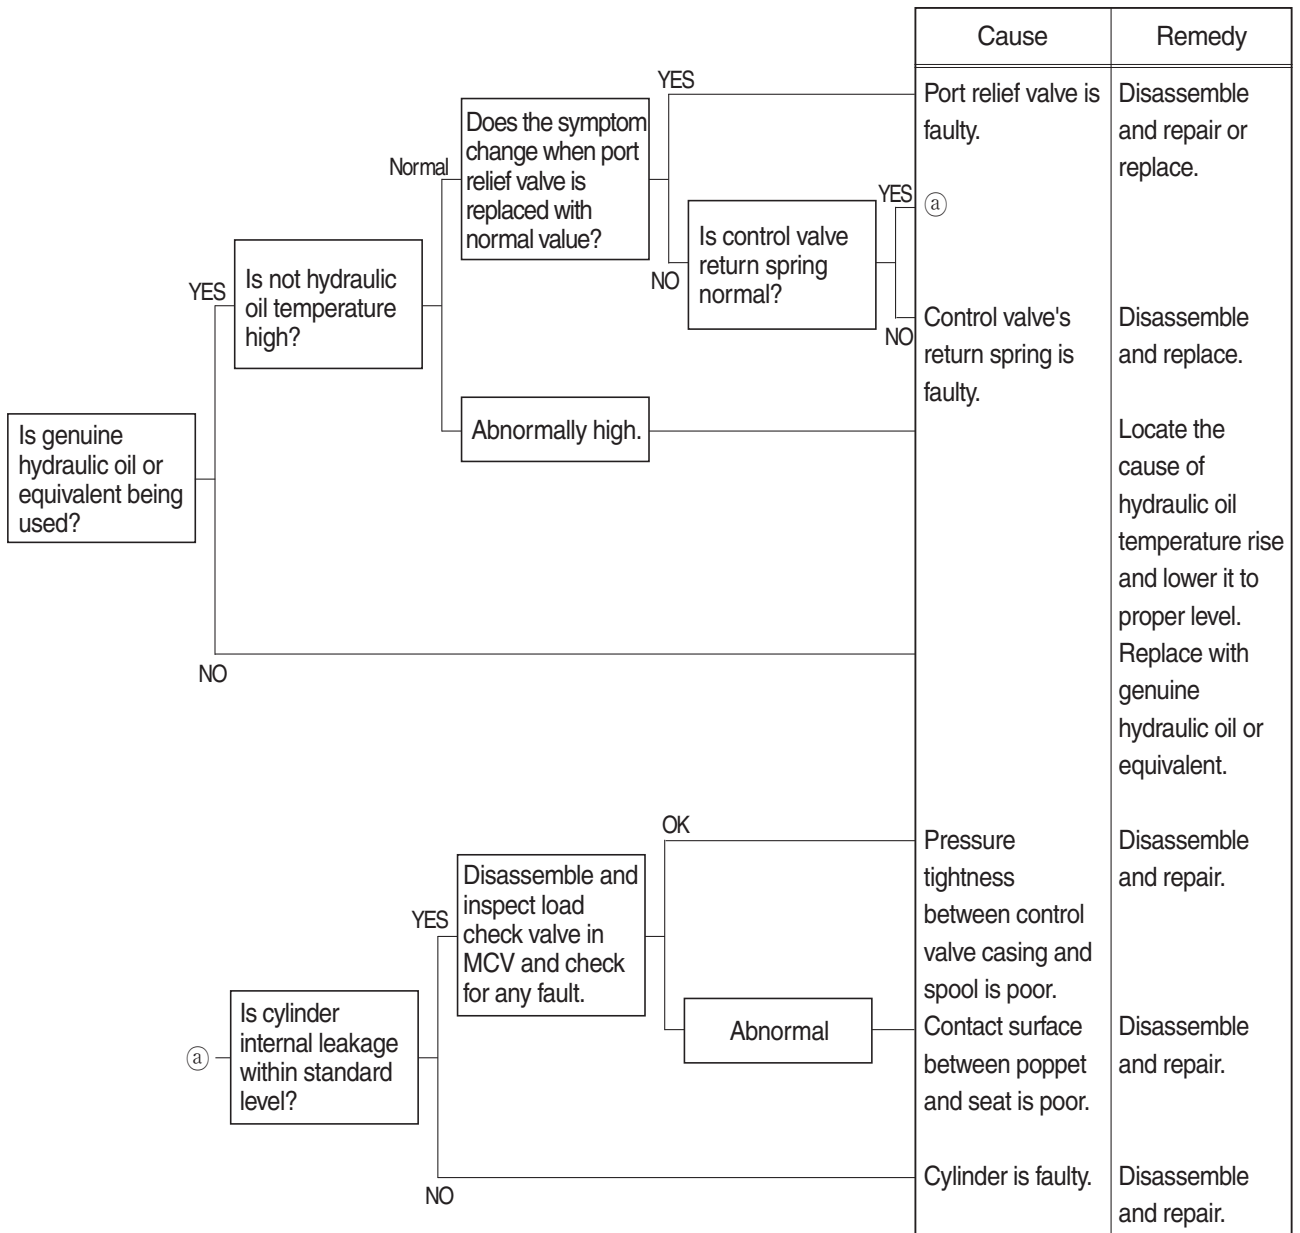 Cause
Remedy
YES
Port relief valve is
faulty.
Disassemble
and repair or
replace.
Does the symptom
change when port
relief valve is
replaced with
normal value?
Normal
YES
ⓐ
Is control valve
return spring
normal?
NO
NO
Control valve's
return spring is
faulty.
Disassemble
and replace.
YES
Is not hydraulic
oil temperature
high?
Abnormally high.
Locate the
cause of
hydraulic oil
temperature rise
and lower it to
proper level.
Is genuine
hydraulic oil or
equivalent being
used?
NO
Replace with
genuine
hydraulic oil or
equivalent.
OK
Pressure
tightness
between control
valve casing and
spool is poor.
Disassemble
and repair.
YES
Disassemble and
inspect load
check valve in
MCV and check
for any fault.
Abnormal
Contact surface
between poppet
and seat is poor.
Disassemble
and repair.
ⓐ
Is cylinder
internal leakage
within standard
level?
NO
Cylinder is faulty.
Disassemble
and repair.